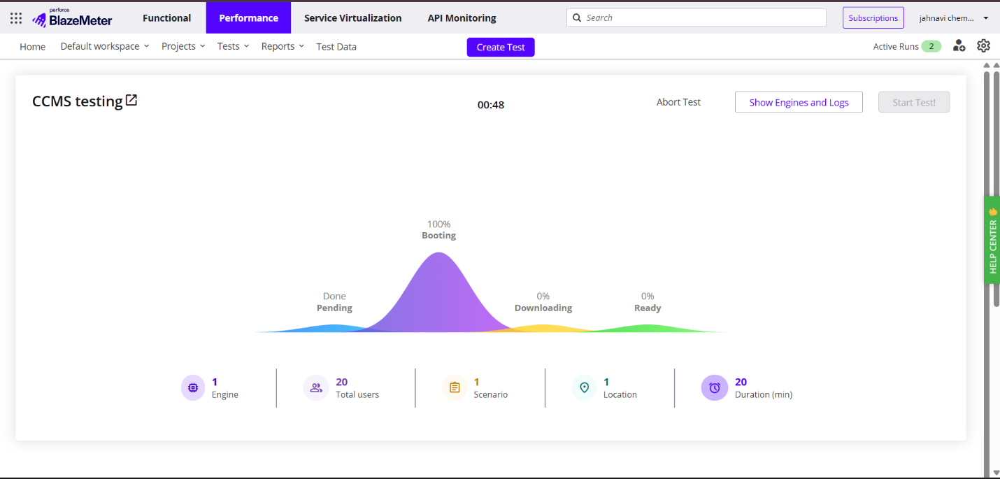 perforce
BlazeMeter
Functional
Performance
Service Virtualization
API Monitoring
Search
Subscriptions
jahnavi chem...
Home
Default workspace
Projects
Tests
Reports
Test Data
Create Test
Active Runs 2
CCMS testing
00:48
Abort Test
Show Engines and Logs
Start Test!
HELP CENTER
100%
Booting
Done
Pending
0%
Downloading
0%
Ready
1
Engine
20
Total users
1
Scenario
1
Location
20
Duration (min)